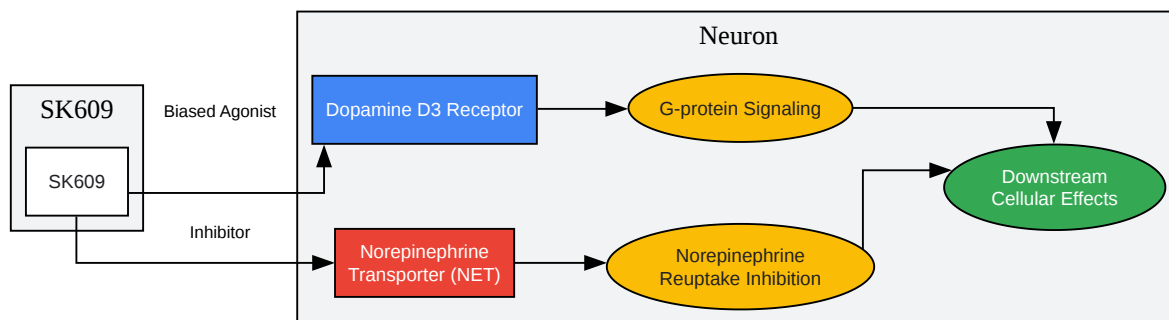 Neuron
SK609
Biased Agonist
Dopamine D3 Receptor
G-protein Signaling
SK609
Downstream
Cellular Effects
Inhibitor
Norepinephrine
Transporter (NET)
Norepinephrine
Reuptake Inhibition